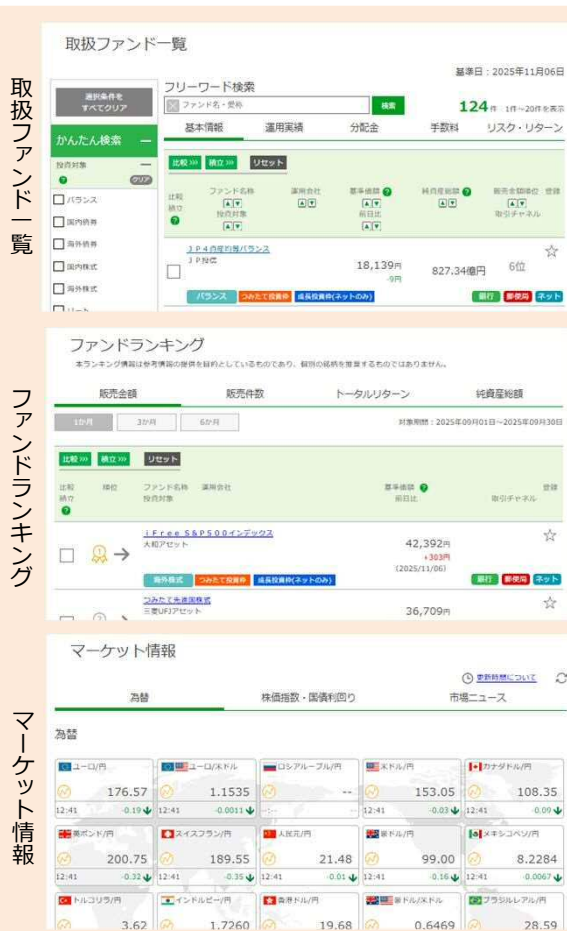 取扱ファンド一覧
取扱ファンド一覧
基準日：2025年11月06日
選択条件を
すべてクリア
フリーワード検索
ファンド名・愛称
検索
124件 1件～20件を表示
かんたん検索
基本情報 運用実績 分配金 手数料 リスク・リターン
投資対象
クリア
比較 積立 リセット
バランス
国内債券
海外債券
国内株式
海外株式
リート
比較
積立
ファンド名称
投資対象
運用会社
基準価額
前日比
純資産総額
販売金額順位
取引チャネル
登録
JP4資産均等バランス
JP投信
18,139円
-9円
827.34億円
6位
バランス つみたて投資枠 成長投資枠(ネットのみ) 銀行 郵便局 ネット
ファンドランキング
ファンドランキング
本ランキング情報は参考情報の提供を目的としているものであり、個別の銘柄を推奨するものではありません。
販売金額 販売件数 トータルリターン 純資産総額
1か月 3か月 6か月
対象期間：2025年09月01日～2025年09月30日
比較 積立 リセット
比較
積立
順位
ファンド名称 運用会社
投資対象
基準価額
前日比
取引チャネル
登録
iFree S&P500インデックス
大和アセット
42,392円
+303円
(2025/11/06)
海外株式 つみたて投資枠 成長投資枠(ネットのみ) 銀行 郵便局 ネット
つみたて先進国株式
三菱UFJアセット
36,709円
マーケット情報
マーケット情報
更新時間について
為替 株価指数・国債利回り 市場ニュース
為替
ユーロ/円 ユーロ/米ドル ロシアルーブル/円 米ドル/円 カナダドル/円
176.57 1.1535 -- 153.05 108.35
12:41 -0.19 12:41 -0.0011 --:-- -- 12:41 -0.03 12:41 -0.09
英ポンド/円 スイスフラン/円 人民元/円 豪ドル/円 メキシコペソ/円
200.75 189.55 21.48 99.00 8.2284
12:41 -0.32 12:41 -0.35 12:41 -0.01 12:41 -0.16 12:41 -0.0067
トルコリラ/円 インドルピー/円 香港ドル/円 豪ドル/米ドル ブラジルレアル/円
3.62 1.7260 19.68 0.6469 28.59